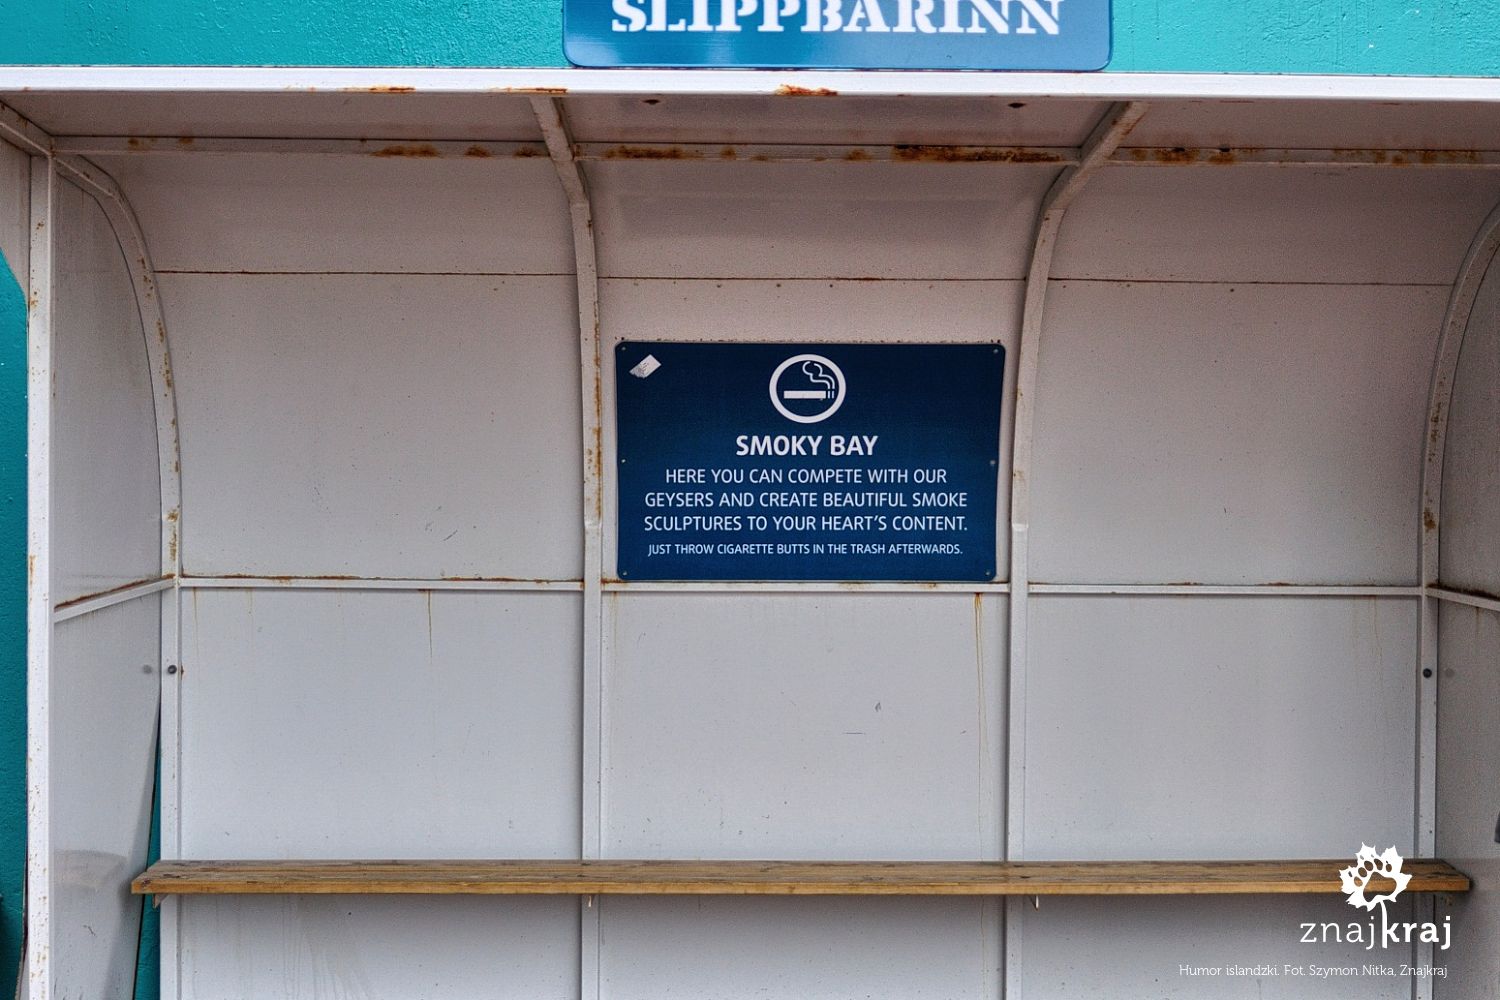 SLIPPBARINN
SMOKY BAY
HERE YOU CAN COMPETE WITH OUR
GEYSERS AND CREATE BEAUTIFUL SMOKE
SCULPTURES TO YOUR HEART'S CONTENT.
JUST THROW CIGARETTE BUTTS IN THE TRASH AFTERWARDS.
znajkraj
Humor islandzki. Fot. Szymon Nitka, Znajkraj